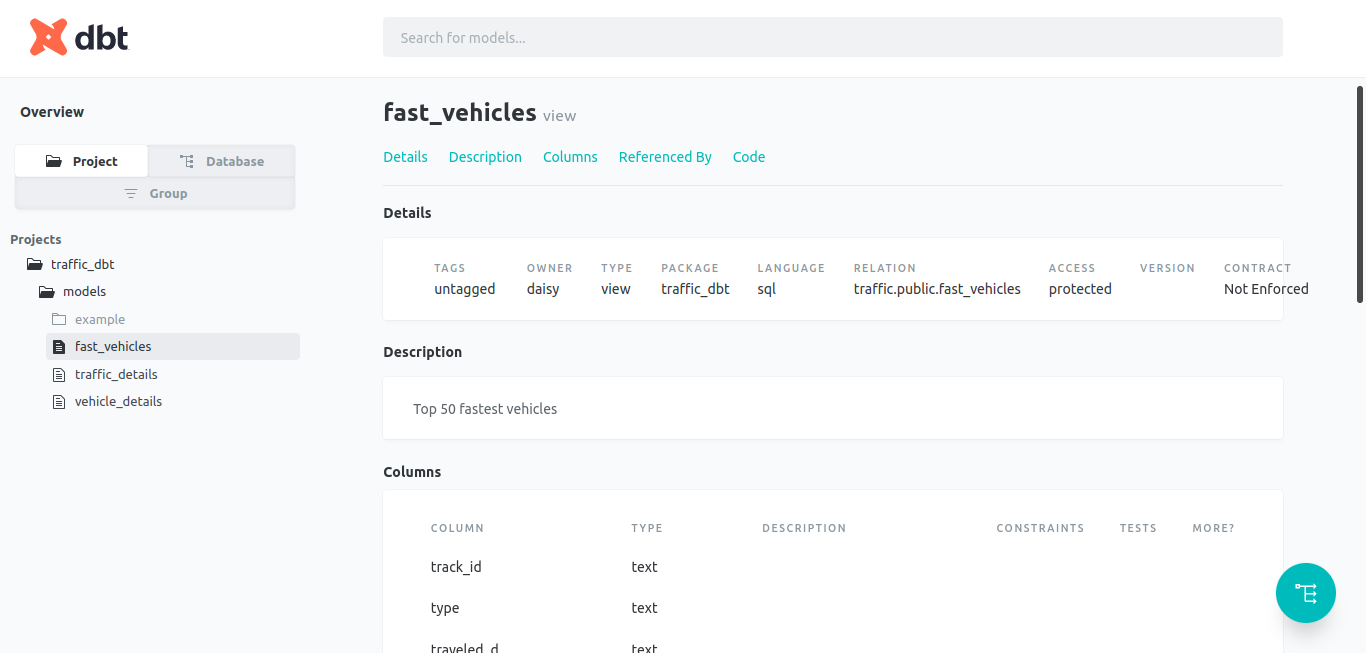 dbt
Search for models...
Overview
Project
Database
Group
Projects
traffic_dbt
models
example
fast_vehicles
traffic_details
vehicle_details
fast_vehicles view
Details Description Columns Referenced By Code
Details
TAGS OWNER TYPE PACKAGE LANGUAGE RELATION ACCESS VERSION CONTRACT
untagged daisy view traffic_dbt sql traffic.public.fast_vehicles protected Not Enforced
Description
Top 50 fastest vehicles
Columns
COLUMN TYPE DESCRIPTION CONSTRAINTS TESTS MORE?
track_id text
type text
traveled_d text